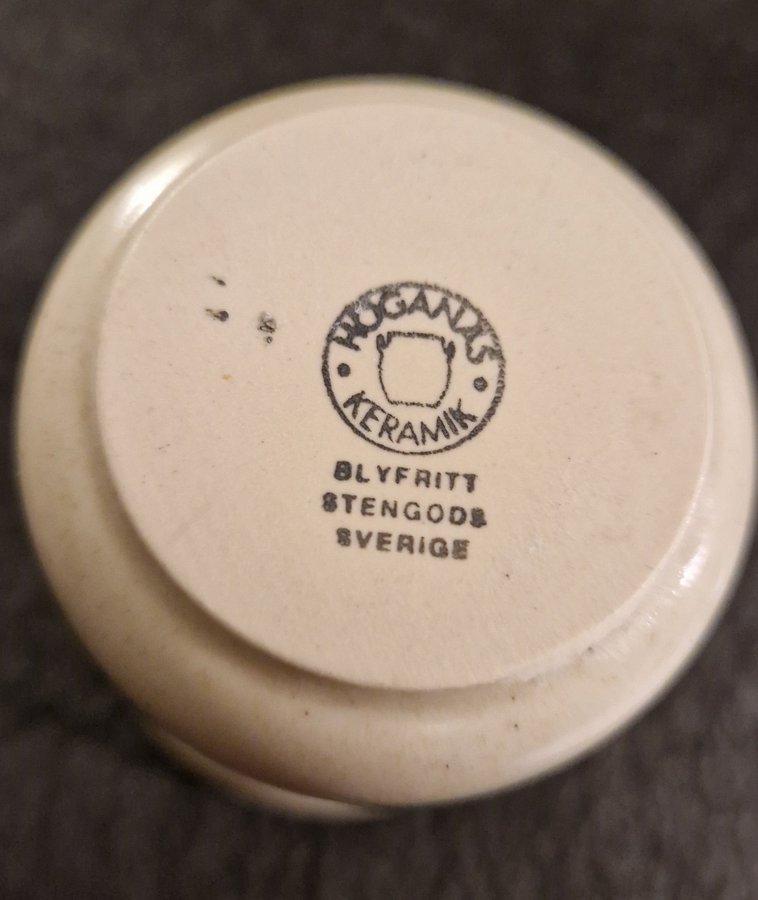 HÖGANÄS
KERAMIK
BLYFRITT
STENGODS
SVERIGE